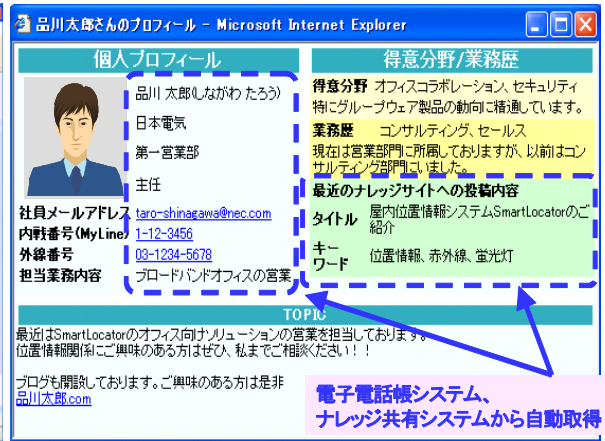 品川太郎さんのプロフィール - Microsoft Internet Explorer
個人プロフィール
品川 太郎(しながわ たろう)
日本電気
第一営業部
主任
社員メールアドレス taro-shinagawa@nec.com
内戦番号(MyLine) 1-12-3456
外線番号 03-1234-5678
担当業務内容 ブロードバンドオフィスの営業
得意分野/業務歴
得意分野 オフィスコラボレーション、セキュリティ
特にグループウェア製品の動向に精通しています。
業務歴 コンサルティング、セールス
現在は営業部門に所属しておりますが、以前はコン
サルティング部門にいました。
最近のナレッジサイトへの投稿内容
タイトル 屋内位置情報システムSmartLocatorのご
紹介
キー
ワード 位置情報、赤外線、蛍光灯
TOPIC
最近はSmartLocatorのオフィス向けソリューションの営業を担当しております。
位置情報関係にご興味のある方はぜひ、私までご相談ください！！
ブログも開設しております。ご興味のある方は是非
品川太郎.com
電子電話帳システム、
ナレッジ共有システムから自動取得